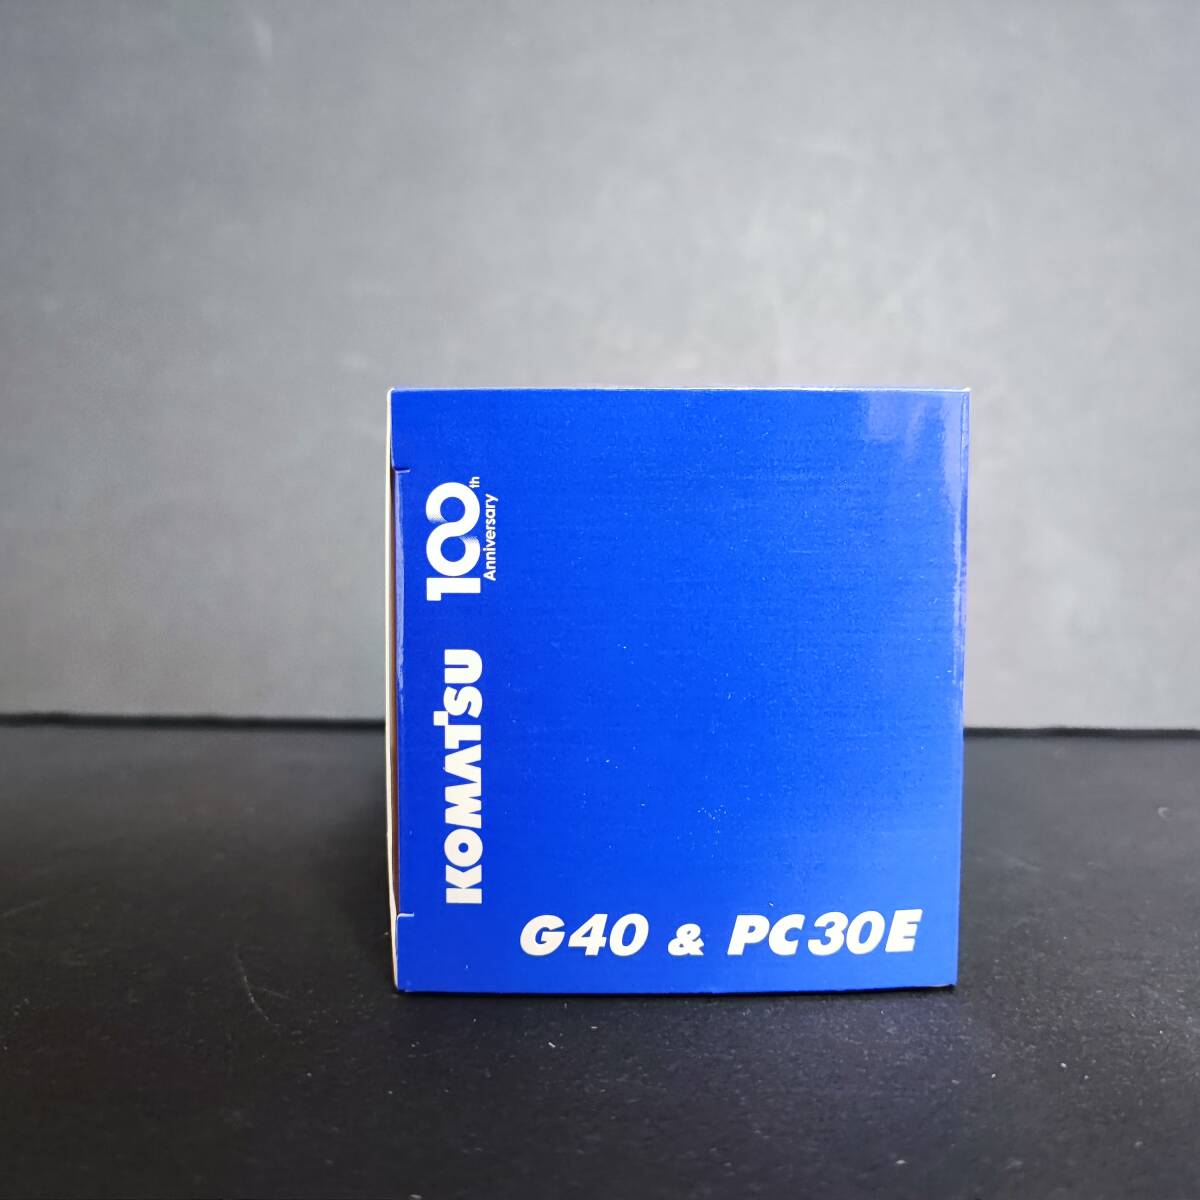 KOMATSU 100th
Anniversary
G40 & PC30E